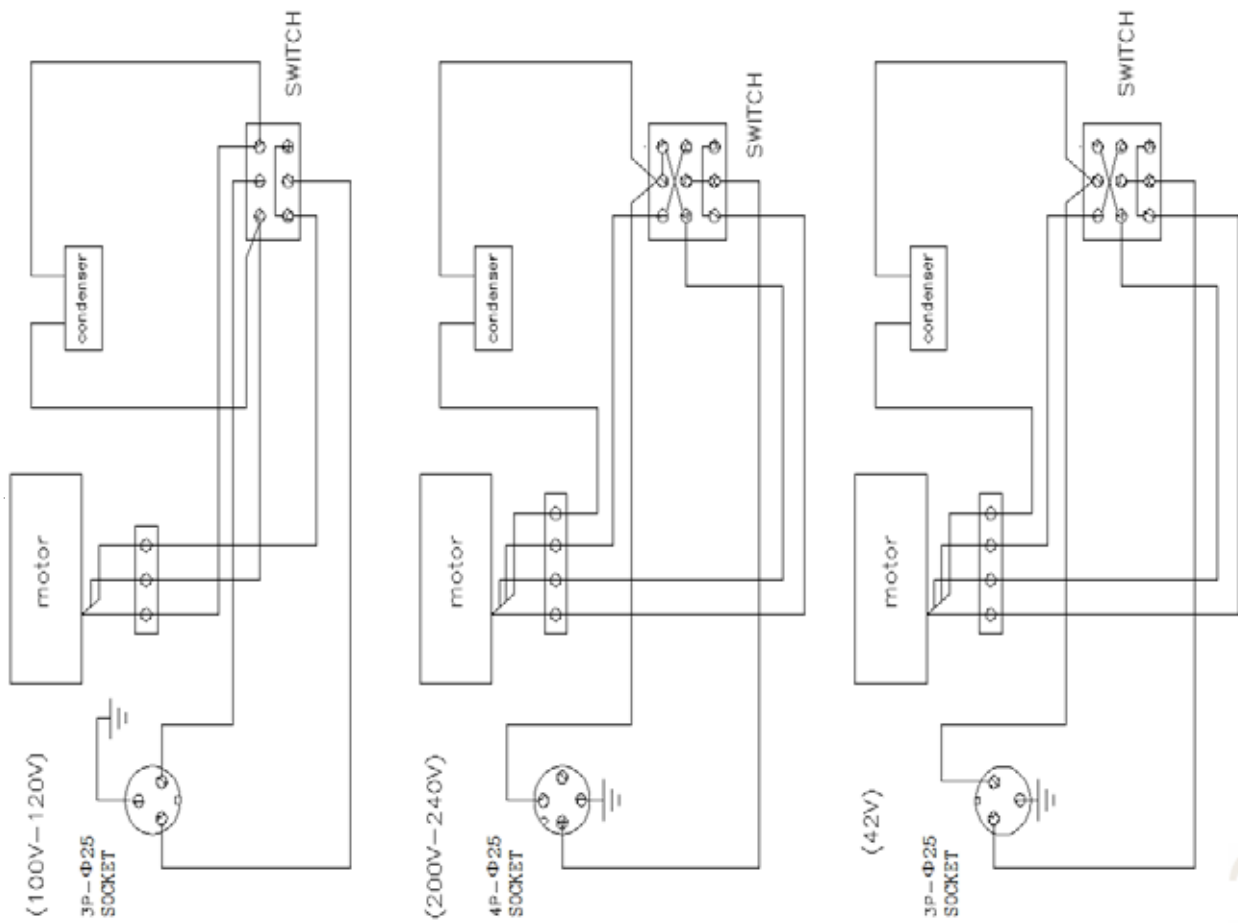 (100V-120V)
3P-Φ25
SOCKET
motor
condenser
SWITCH
(200V-240V)
4P-Φ25
SOCKET
motor
condenser
SWITCH
(42V)
3P-Φ25
SOCKET
motor
condenser
SWITCH